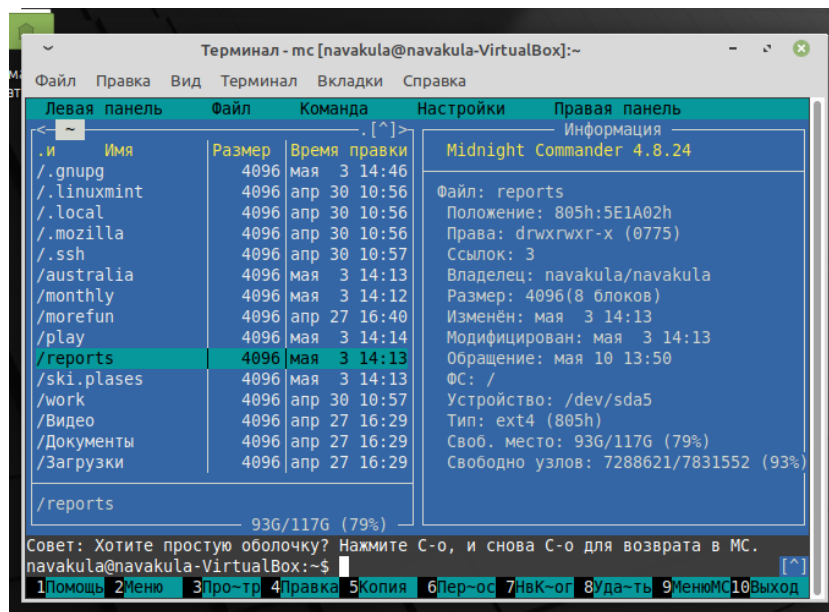 Терминал - mc [navakula@navakula-VirtualBox]:~
Файл Правка Вид Терминал Вкладки Справка
Левая панель Файл Команда Настройки Правая панель
<─ ~ ─.[^]>
.и Имя Размер Время правки
/.gnupg 4096 мая 3 14:46
/.linuxmint 4096 апр 30 10:56
/.local 4096 апр 30 10:56
/.mozilla 4096 апр 30 10:56
/.ssh 4096 апр 30 10:57
/australia 4096 мая 3 14:13
/monthly 4096 мая 3 14:12
/morefun 4096 апр 27 16:40
/play 4096 мая 3 14:14
/reports 4096 мая 3 14:13
/ski.plases 4096 мая 3 14:13
/work 4096 апр 30 10:57
/Видео 4096 апр 27 16:29
/Документы 4096 апр 27 16:29
/Загрузки 4096 апр 27 16:29
/reports
93G/117G (79%)
Информация
Midnight Commander 4.8.24
Файл: reports
Положение: 805h:5E1A02h
Права: drwxrwxr-x (0775)
Ссылок: 3
Владелец: navakula/navakula
Размер: 4096(8 блоков)
Изменён: мая 3 14:13
Модифицирован: мая 3 14:13
Обращение: мая 10 13:50
ФС: /
Устройство: /dev/sda5
Тип: ext4 (805h)
Своб. место: 93G/117G (79%)
Свободно узлов: 7288621/7831552 (93%)
Совет: Хотите простую оболочку? Нажмите C-o, и снова C-o для возврата в MC.
navakula@navakula-VirtualBox:~$ [^]
1Помощь 2Меню 3Про~тр 4Правка 5Копия 6Пер~ос 7НвК~ог 8Уда~ть 9МенюMC 10Выход